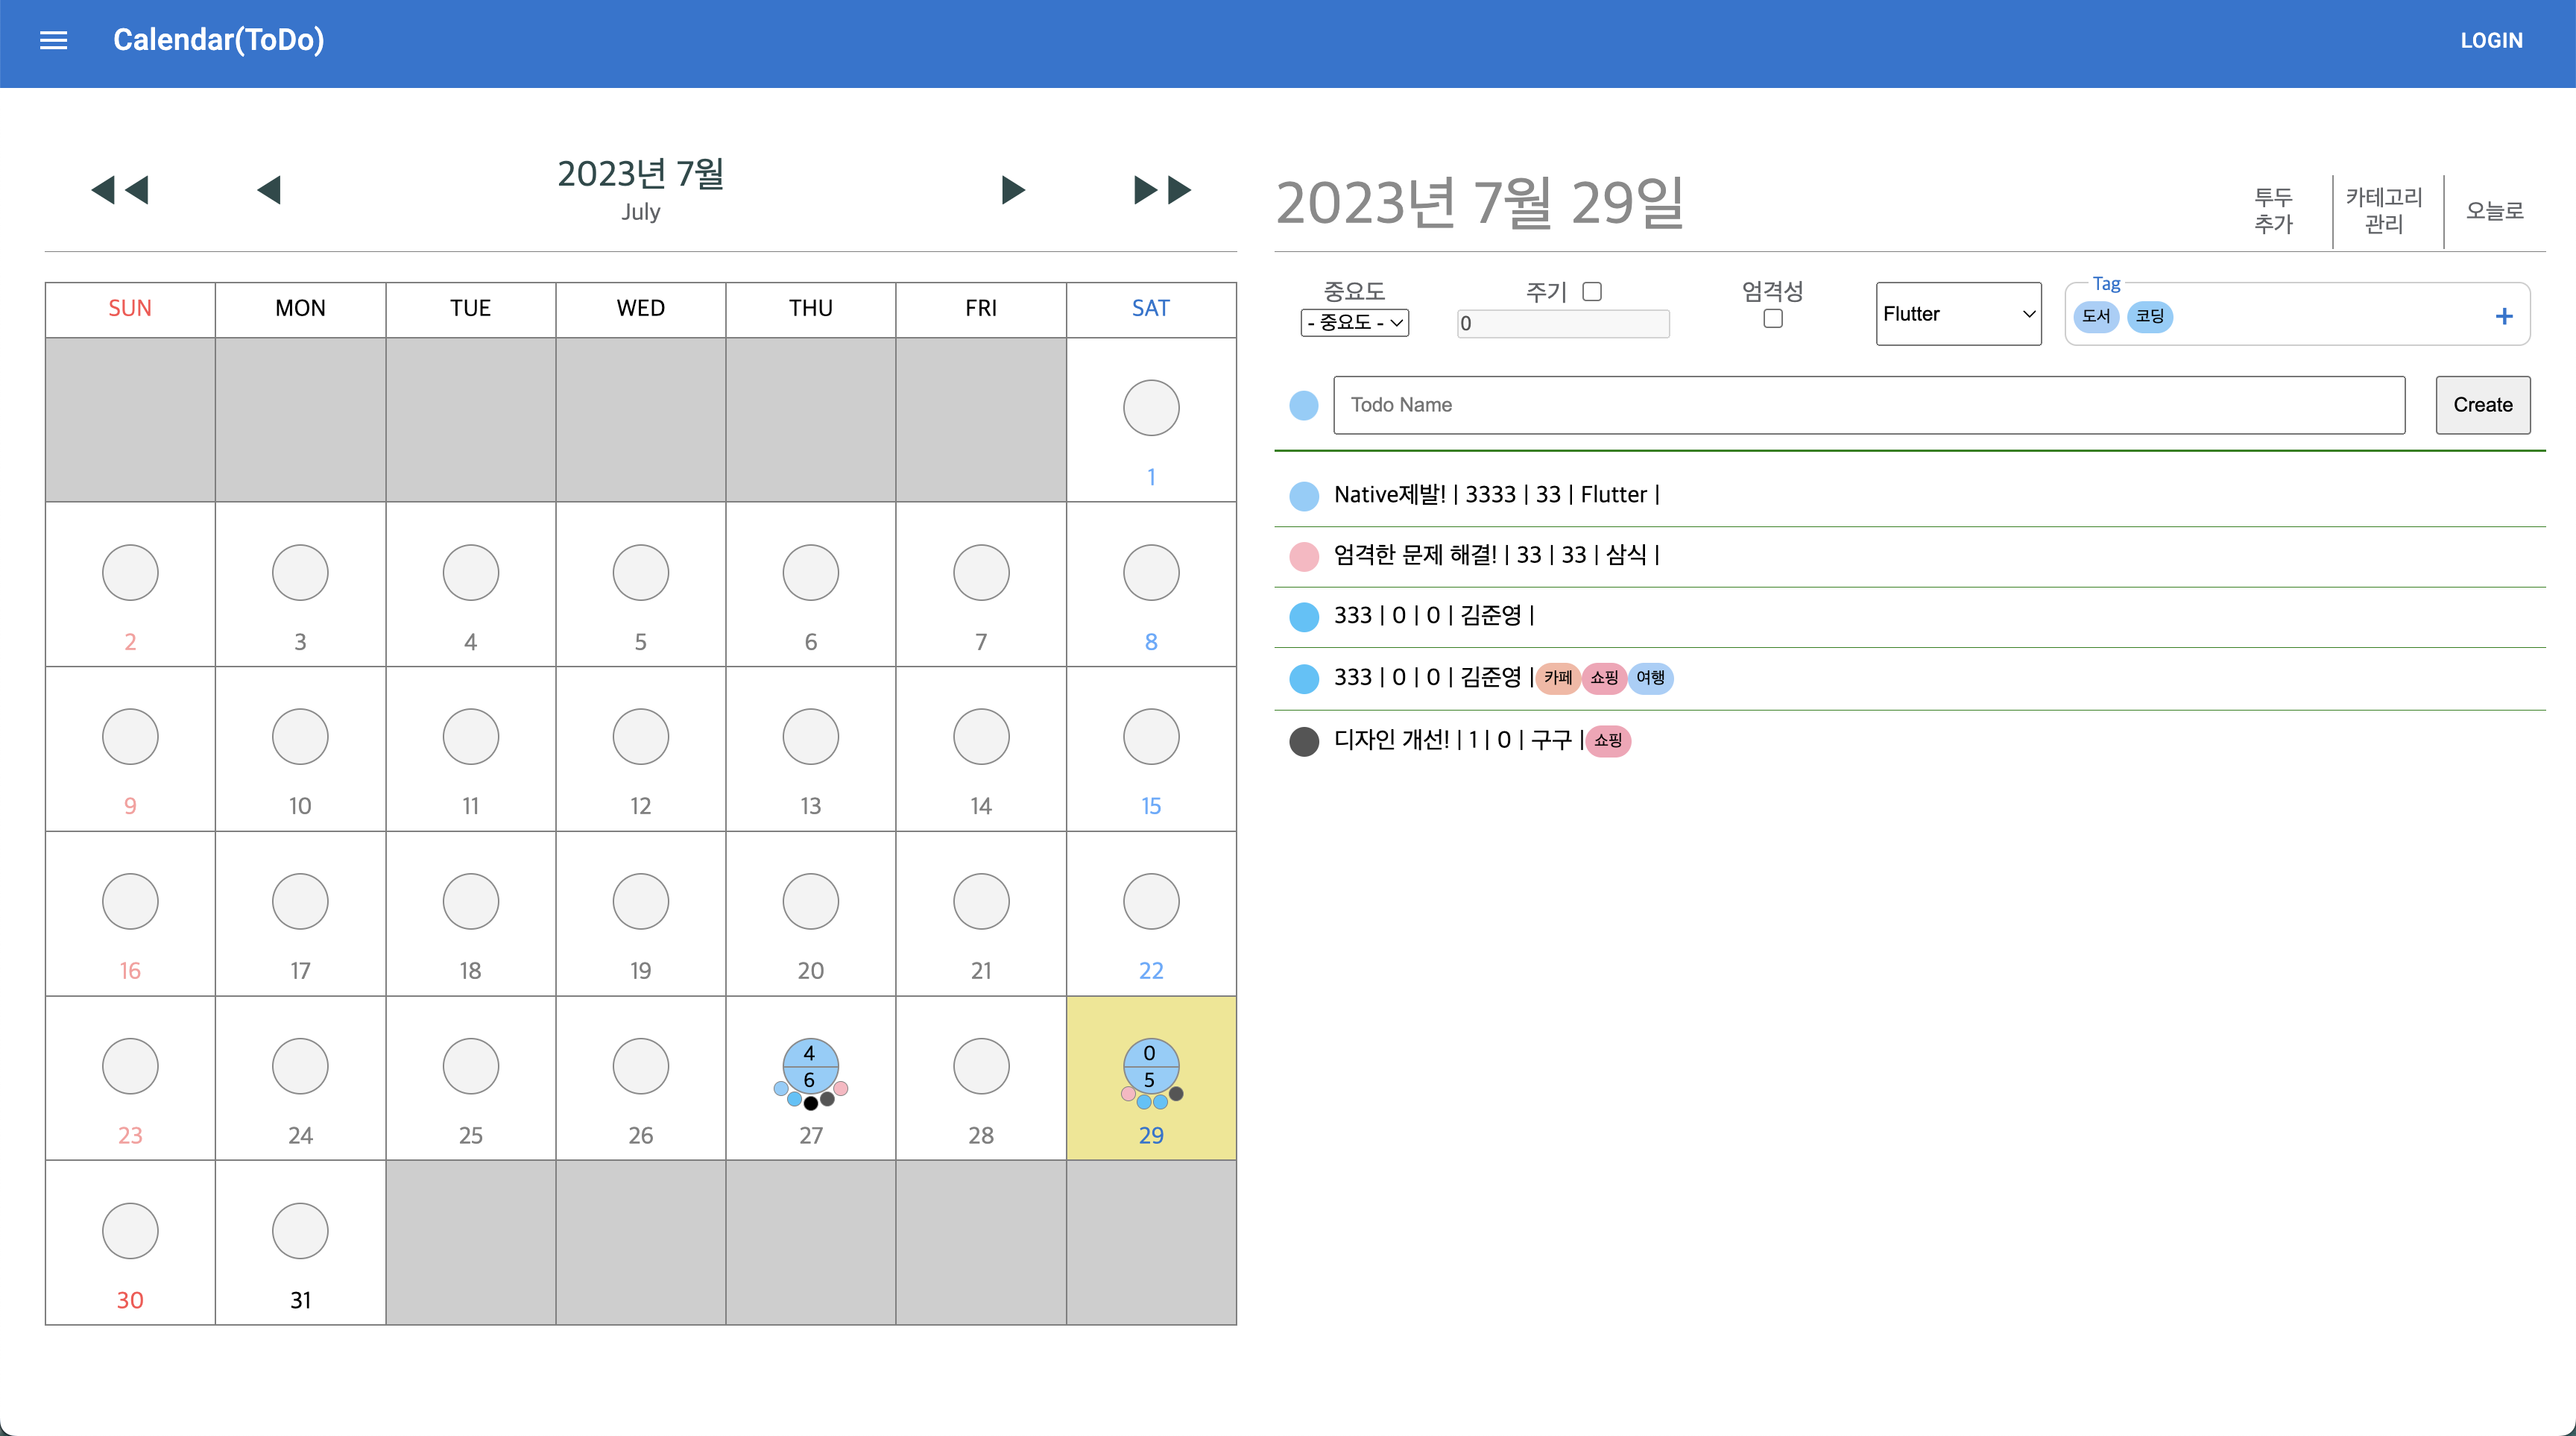 Calendar(ToDo)
LOGIN
2023년 7월
July
SUN MON TUE WED THU FRI SAT
1
2 3 4 5 6 7 8
9 10 11 12 13 14 15
16 17 18 19 20 21 22
4
6
0
5
23 24 25 26 27 28 29
30 31
2023년 7월 29일
투두
추가
카테고리
관리
오늘로
중요도
- 중요도 -
주기
0
엄격성
Flutter
Tag
도서 코딩
+
Todo Name
Create
Native제발! | 3333 | 33 | Flutter |
엄격한 문제 해결! | 33 | 33 | 삼식 |
333 | 0 | 0 | 김준영 |
333 | 0 | 0 | 김준영 | 카페 쇼핑 여행
디자인 개선! | 1 | 0 | 구구 | 쇼핑